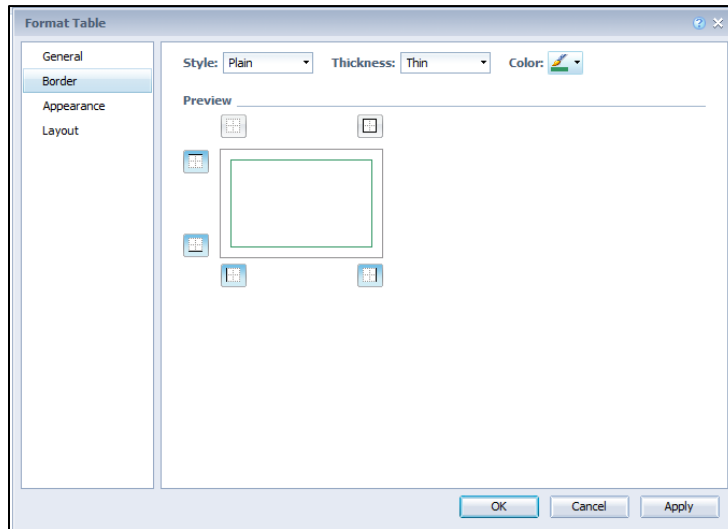 Format Table
General
Border
Appearance
Layout
Style: Plain Thickness: Thin Color:
Preview
OK Cancel Apply